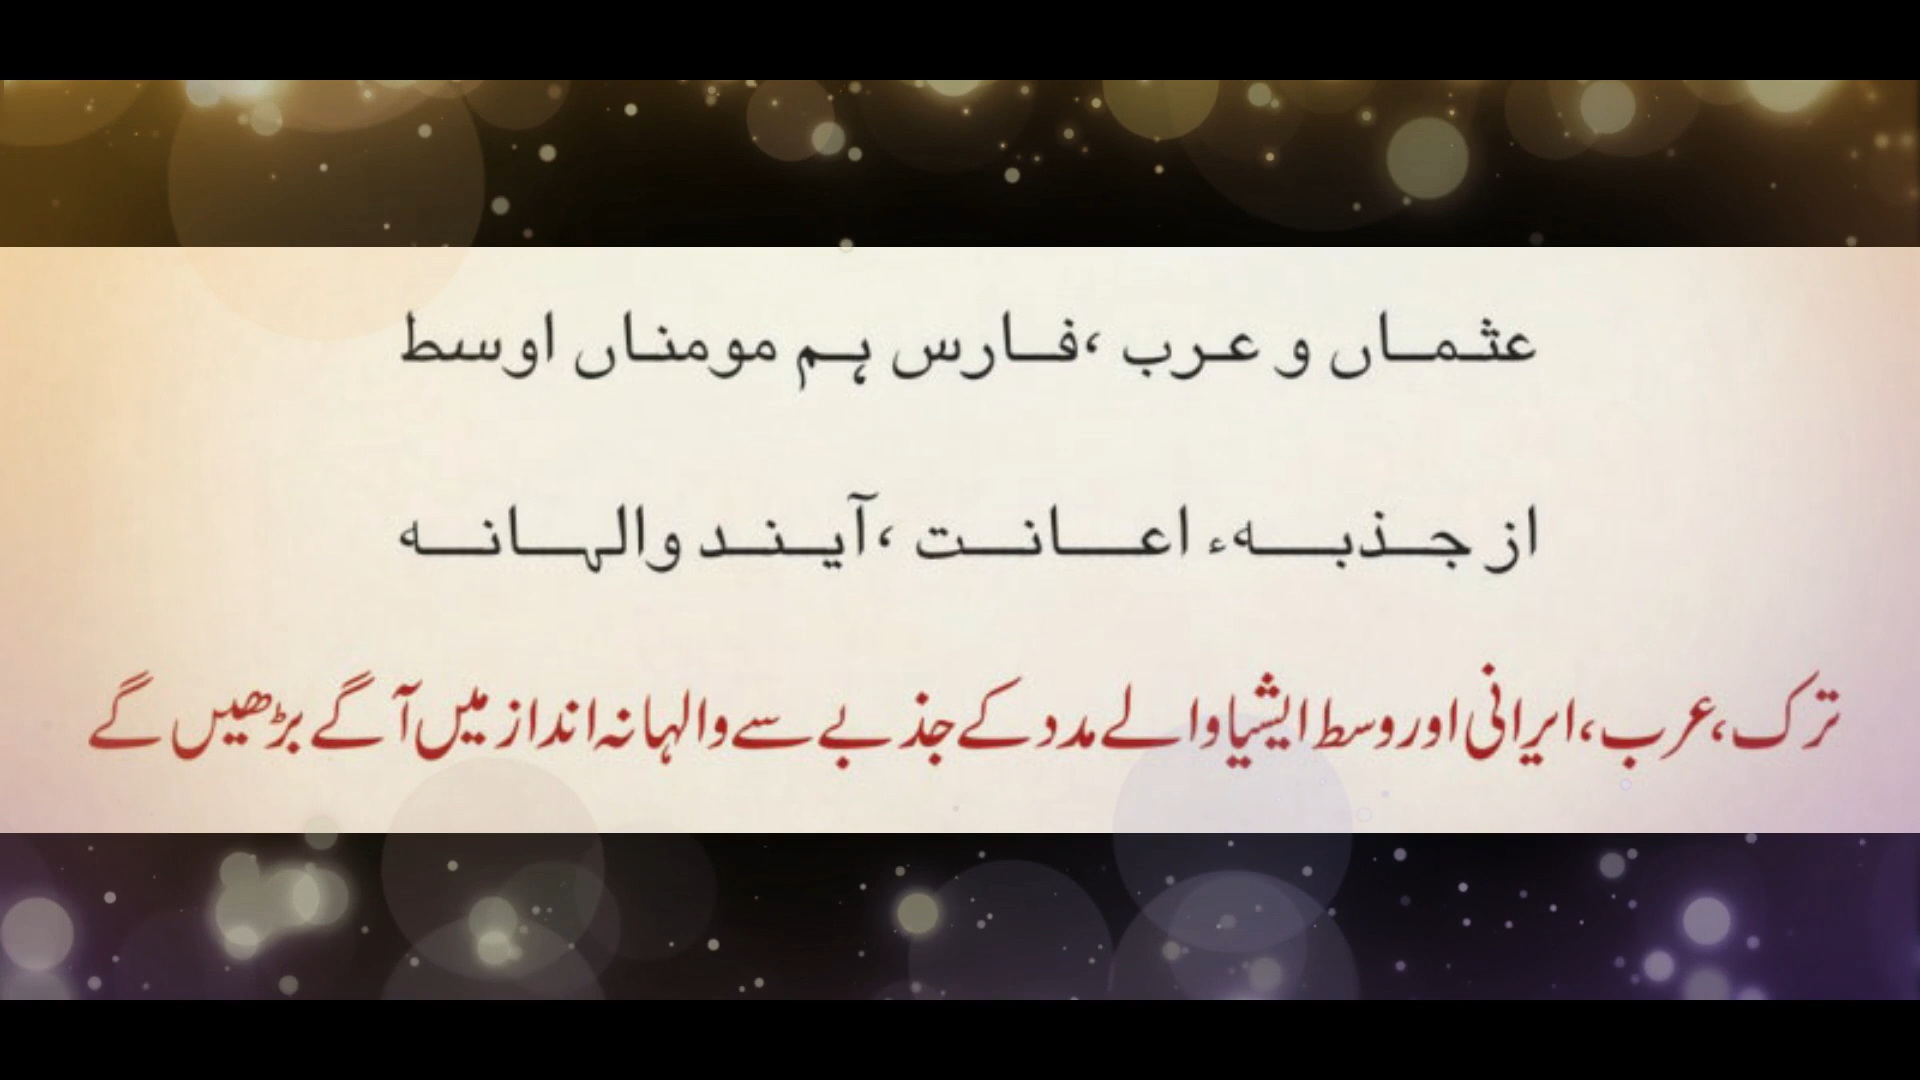 عثماں و عرب ،فارس ہم مومناں اوسط
از جذبہء اعانت ،آیند والہانہ
ترک، عرب، ایرانی اور وسط ایشیا والے مدد کے جذبے سے والہانہ انداز میں آگے بڑھیں گے